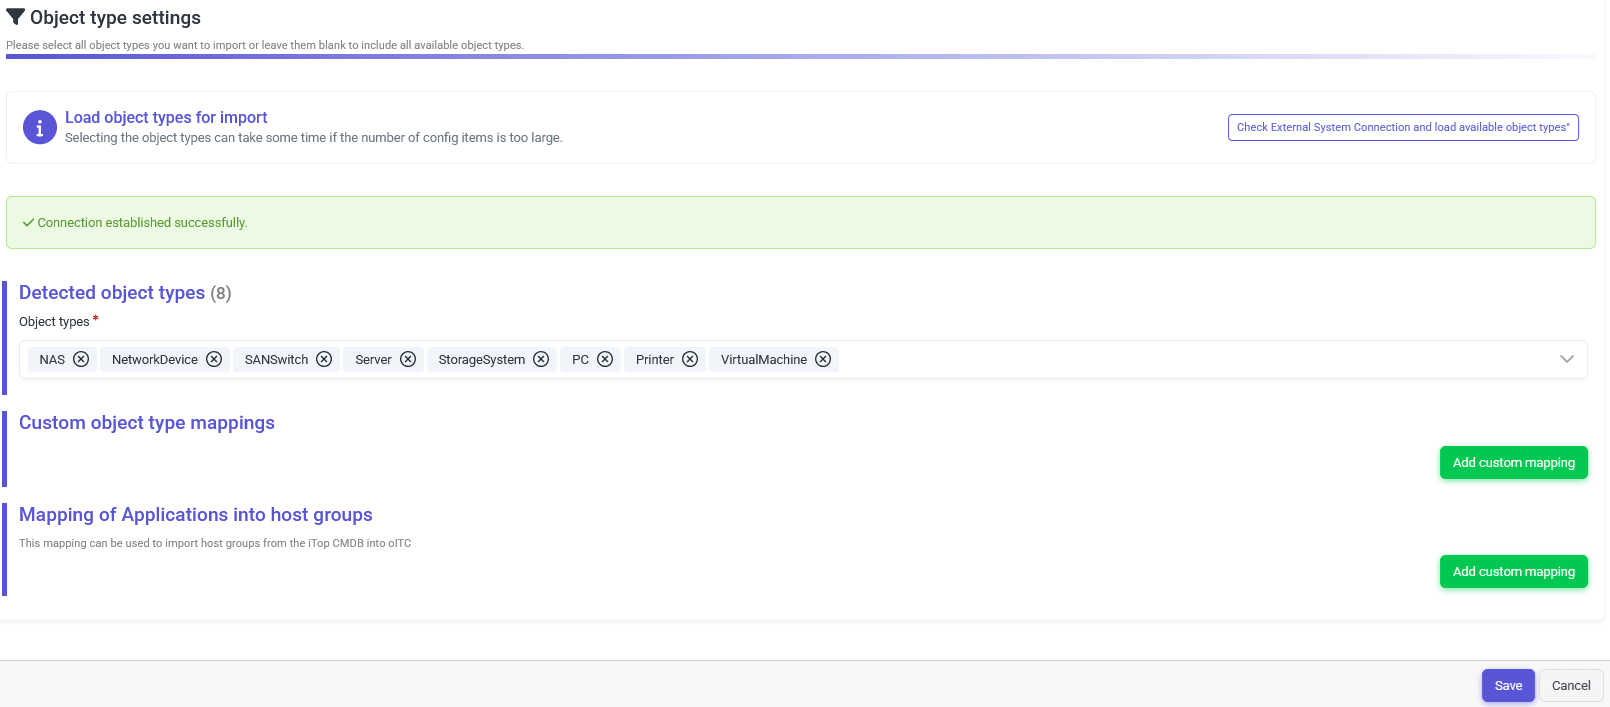 Object type settings
Please select all object types you want to import or leave them blank to include all available object types.
Load object types for import
Selecting the object types can take some time if the number of config items is too large.
Check External System Connection and load available object types"
Connection established successfully.
Detected object types (8)
Object types *
NAS NetworkDevice SANSwitch Server StorageSystem PC Printer VirtualMachine
Custom object type mappings
Add custom mapping
Mapping of Applications into host groups
This mapping can be used to import host groups from the iTop CMDB into oITC
Add custom mapping
Save Cancel